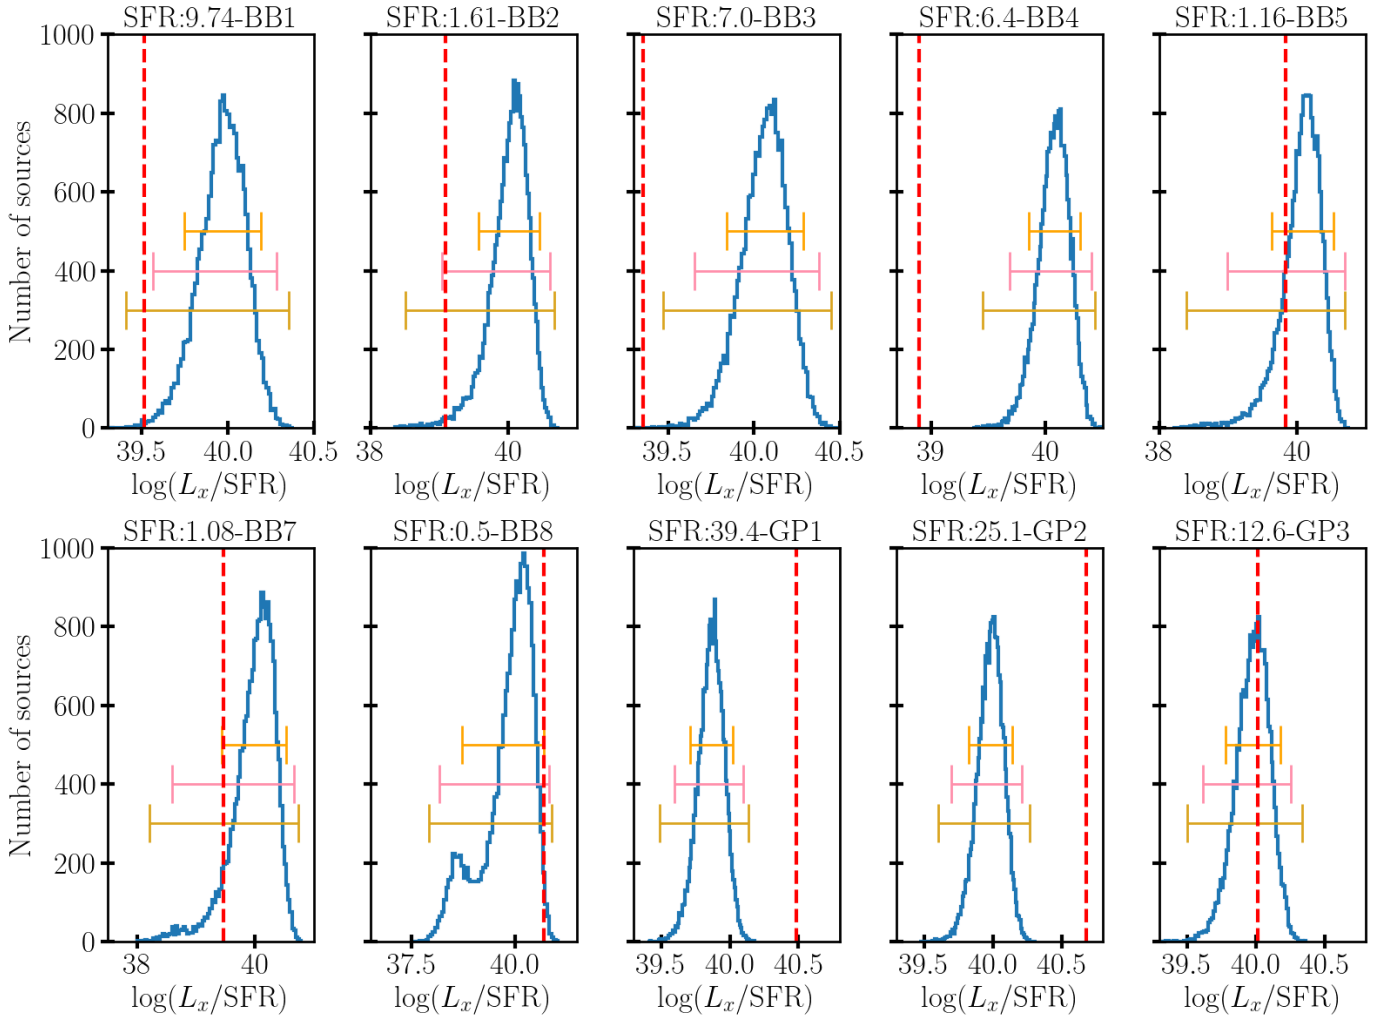 SFR:9.74-BB1 SFR:1.61-BB2 SFR:7.0-BB3 SFR:6.4-BB4 SFR:1.16-BB5
1000
800
600
400
200
0
Number of sources
39.5 40.0 40.5 38 40 39.5 40.0 40.5 39 40 38 40
log(Lₓ/SFR) log(Lₓ/SFR) log(Lₓ/SFR) log(Lₓ/SFR) log(Lₓ/SFR)
SFR:1.08-BB7 SFR:0.5-BB8 SFR:39.4-GP1 SFR:25.1-GP2 SFR:12.6-GP3
1000
800
600
400
200
0
Number of sources
38 40 37.5 40.0 39.5 40.0 40.5 39.5 40.0 40.5 39.5 40.0 40.5
log(Lₓ/SFR) log(Lₓ/SFR) log(Lₓ/SFR) log(Lₓ/SFR) log(Lₓ/SFR)